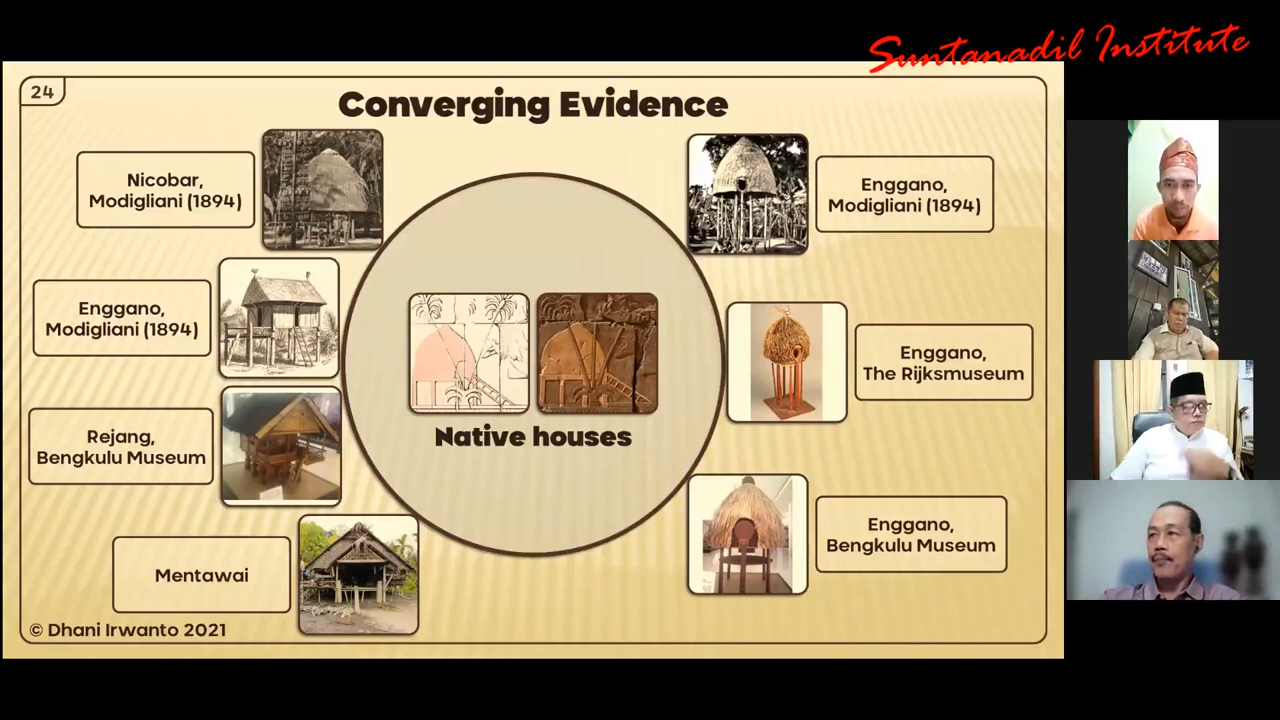 Suntanadil Institute
24
Converging Evidence
Nicobar,
Modigliani (1894)
Enggano,
Modigliani (1894)
Enggano,
Modigliani (1894)
Enggano,
The Rijksmuseum
Rejang,
Bengkulu Museum
Native houses
Enggano,
Bengkulu Museum
Mentawai
© Dhani Irwanto 2021